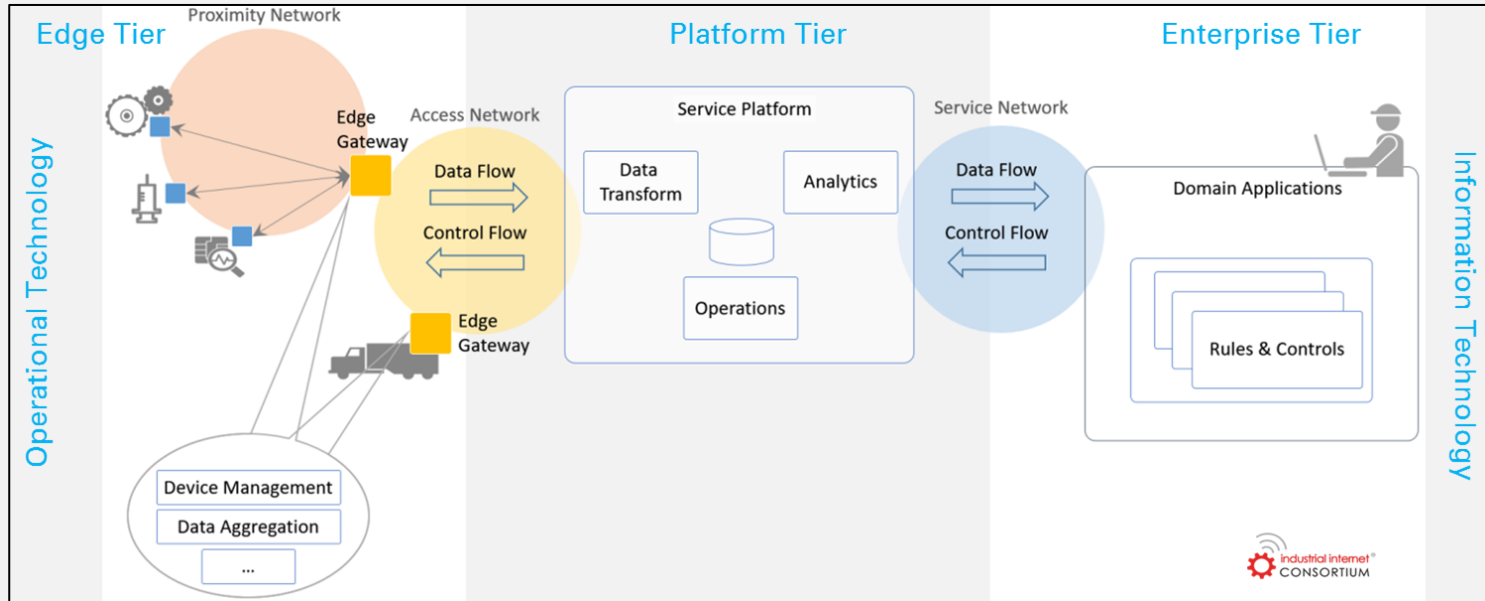 Proximity Network
Edge Tier
Platform Tier
Enterprise Tier
Operational Technology
Edge
Gateway
Access Network
Data Flow
Control Flow
Edge
Gateway
Device Management
Data Aggregation
...
Service Platform
Data
Transform
Analytics
Operations
Service Network
Data Flow
Control Flow
Domain Applications
Rules & Controls
Information Technology
industrial internet®
CONSORTIUM